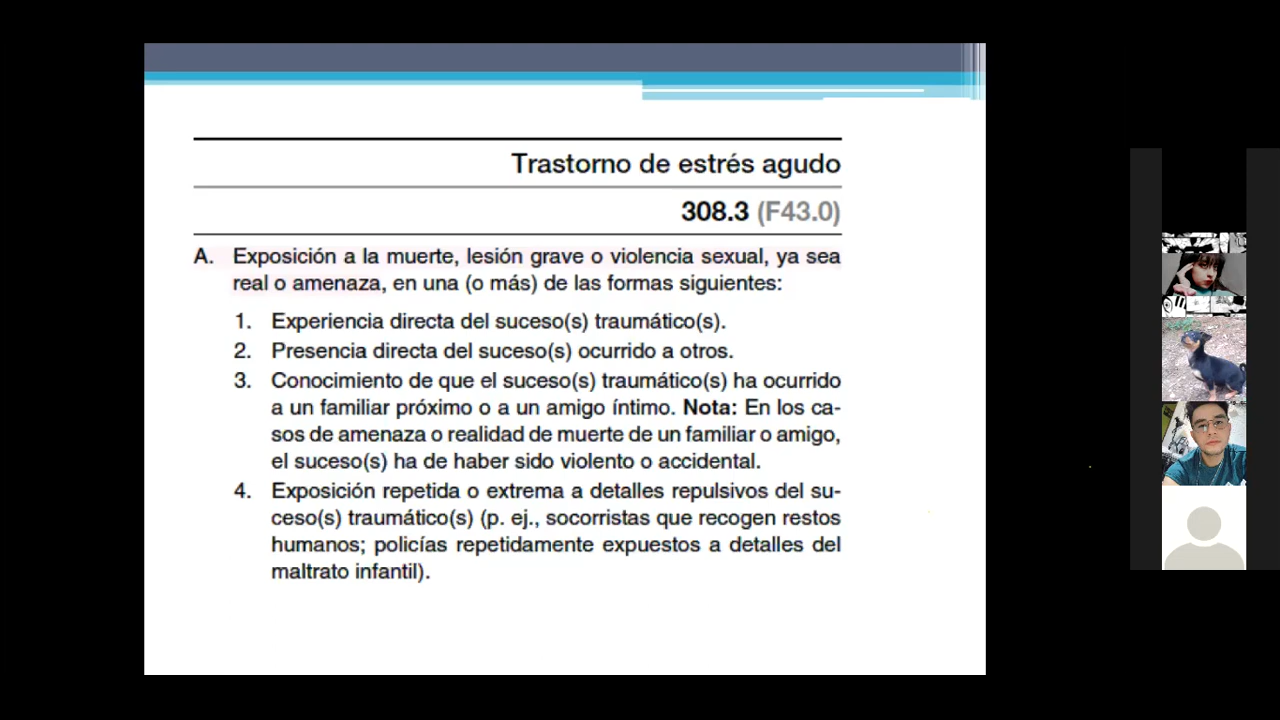 Trastorno de estrés agudo
308.3 (F43.0)
A. Exposición a la muerte, lesión grave o violencia sexual, ya sea
real o amenaza, en una (o más) de las formas siguientes:
1. Experiencia directa del suceso(s) traumático(s).
2. Presencia directa del suceso(s) ocurrido a otros.
3. Conocimiento de que el suceso(s) traumático(s) ha ocurrido
a un familiar próximo o a un amigo íntimo. Nota: En los ca-
sos de amenaza o realidad de muerte de un familiar o amigo,
el suceso(s) ha de haber sido violento o accidental.
4. Exposición repetida o extrema a detalles repulsivos del su-
ceso(s) traumático(s) (p. ej., socorristas que recogen restos
humanos; policías repetidamente expuestos a detalles del
maltrato infantil).